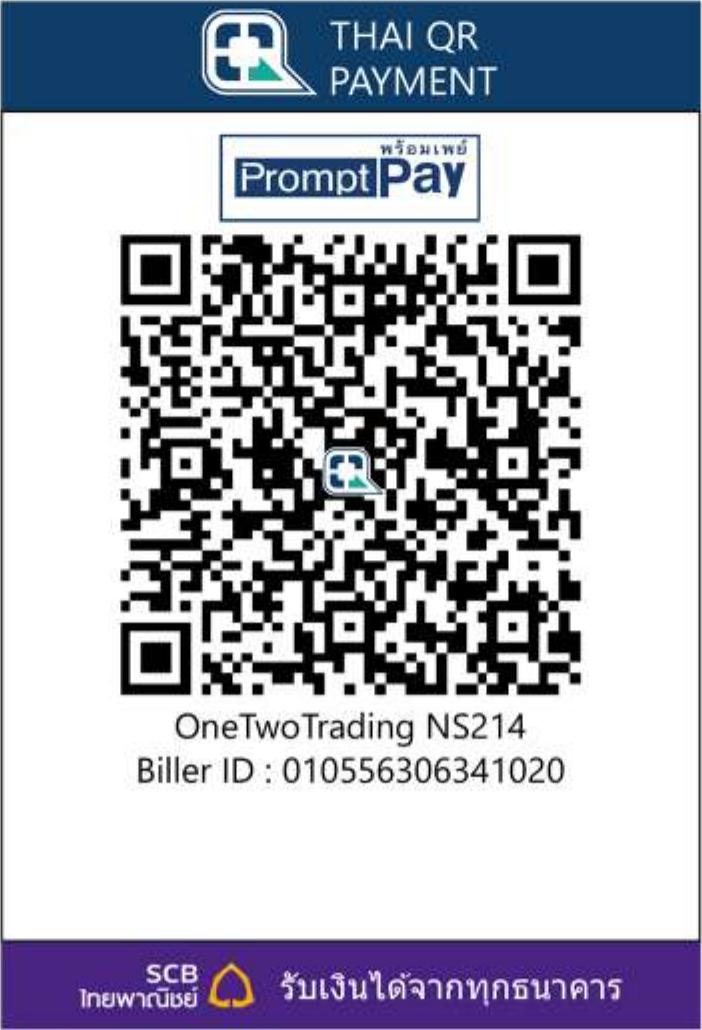 THAI QR
PAYMENT
พร้อมเพย์
PromptPay
OneTwoTrading NS214
Biller ID : 010556306341020
SCB
ไทยพาณิชย์
รับเงินได้จากทุกธนาคาร